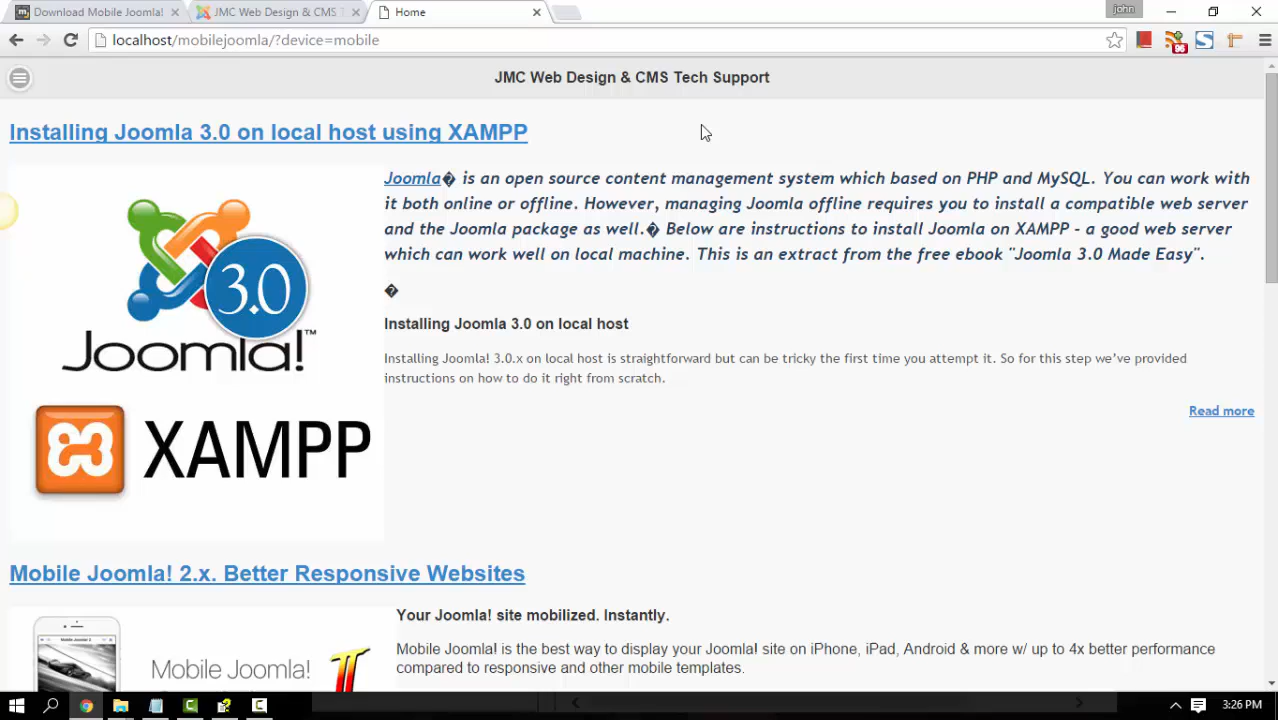 Download Mobile Joomla!
JMC Web Design & CMS T
Home
john
localhost/mobilejoomla/?device=mobile
JMC Web Design & CMS Tech Support
Installing Joomla 3.0 on local host using XAMPP
3.0
Joomla!™
XAMPP
Joomla� is an open source content management system which based on PHP and MySQL. You can work with
it both online or offline. However, managing Joomla offline requires you to install a compatible web server
and the Joomla package as well.� Below are instructions to install Joomla on XAMPP - a good web server
which can work well on local machine. This is an extract from the free ebook "Joomla 3.0 Made Easy".
�
Installing Joomla 3.0 on local host
Installing Joomla! 3.0.x on local host is straightforward but can be tricky the first time you attempt it. So for this step we’ve provided
instructions on how to do it right from scratch.
Read more
Mobile Joomla! 2.x. Better Responsive Websites
Mobile Joomla!
Your Joomla! site mobilized. Instantly.
Mobile Joomla! is the best way to display your Joomla! site on iPhone, iPad, Android & more w/ up to 4x better performance
compared to responsive and other mobile templates.
3:26 PM